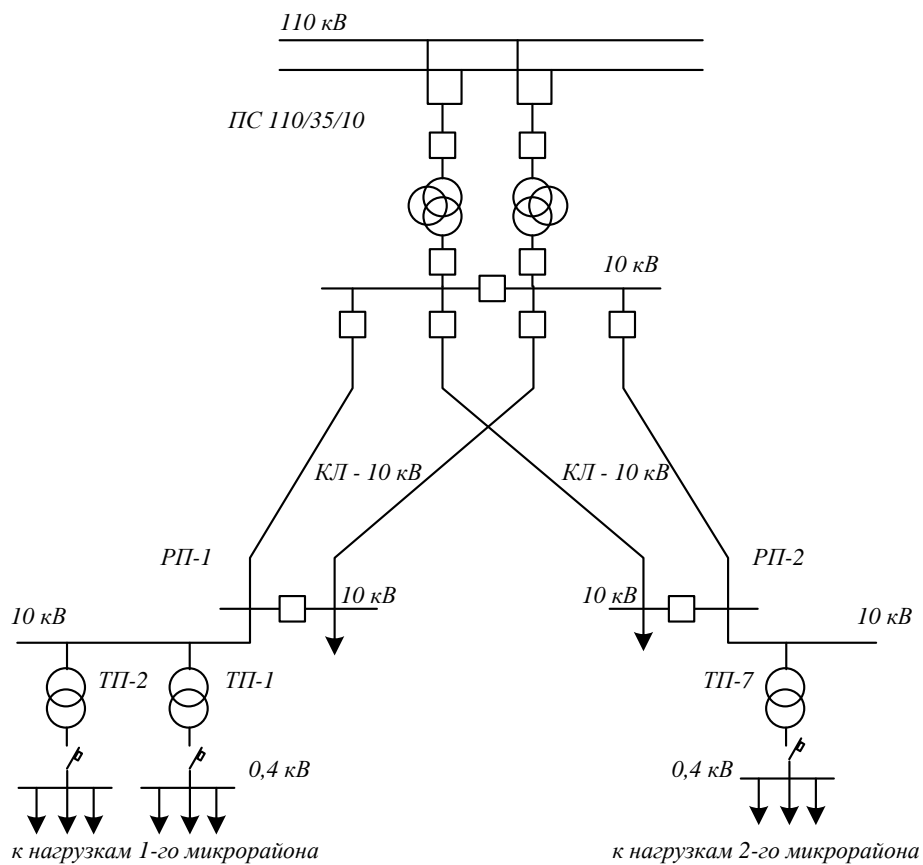 110 кВ
ПС 110/35/10
10 кВ
КЛ - 10 кВ
КЛ - 10 кВ
РП-1
РП-2
10 кВ
10 кВ
10 кВ
10 кВ
ТП-2
ТП-1
ТП-7
0,4 кВ
0,4 кВ
к нагрузкам 1-го микрорайона
к нагрузкам 2-го микрорайона